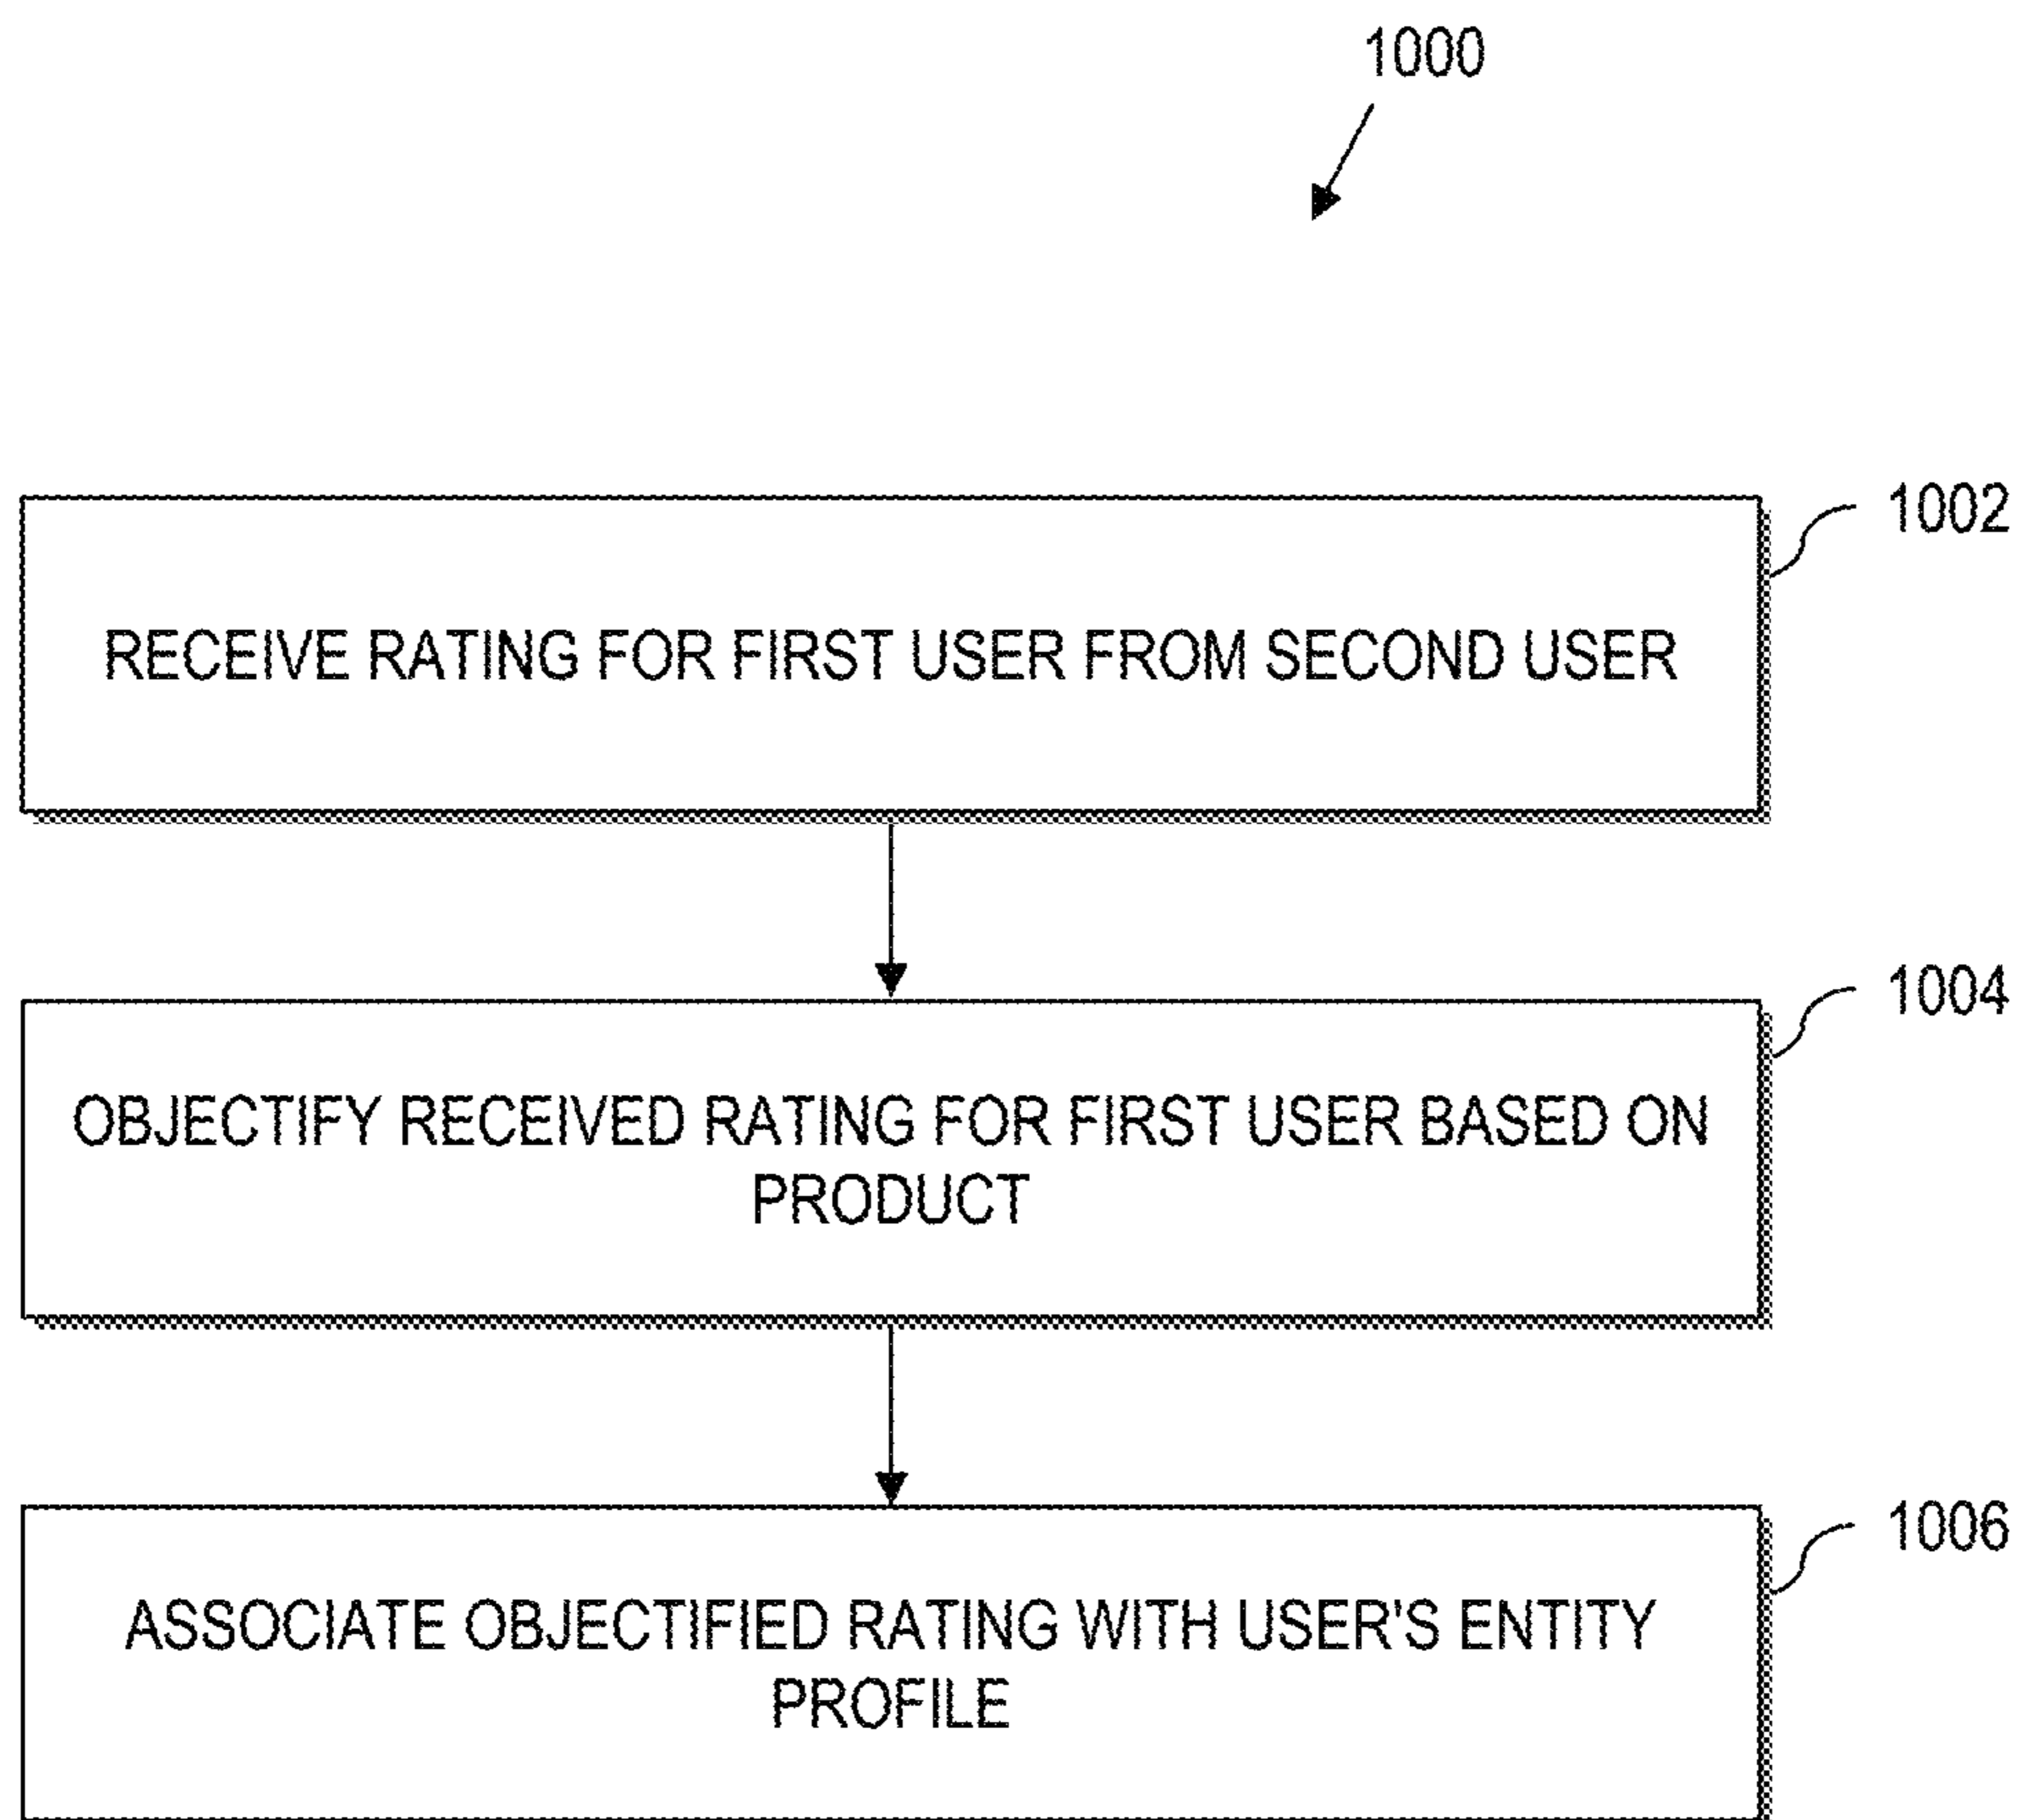 1000
1002
RECEIVE RATING FOR FIRST USER FROM SECOND USER
1004
OBJECTIFY RECEIVED RATING FOR FIRST USER BASED ON
PRODUCT
1006
ASSOCIATE OBJECTIFIED RATING WITH USER'S ENTITY
PROFILE